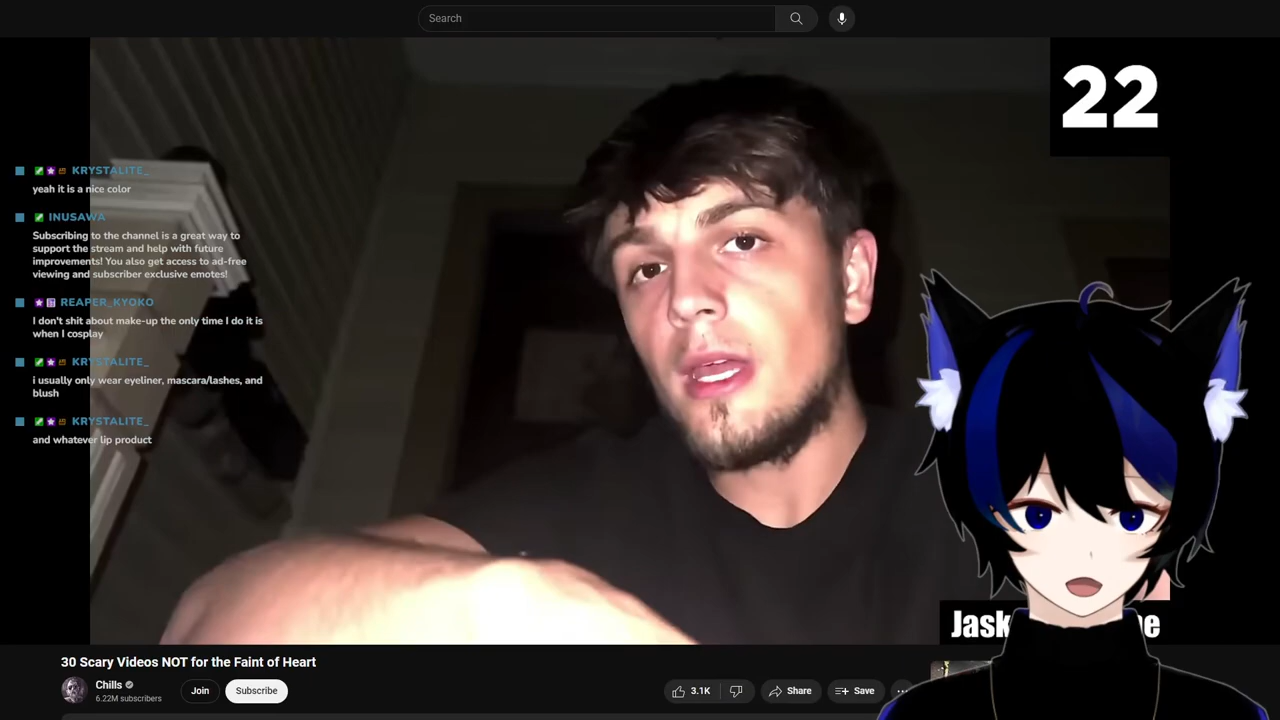 Search
22
KRYSTALITE_
yeah it is a nice color
INUSAWA
Subscribing to the channel is a great way to
support the stream and help with future
improvements! You also get access to ad-free
viewing and subscriber exclusive emotes!
REAPER_KYOKO
I don't shit about make-up the only time I do it is
when I cosplay
KRYSTALITE_
i usually only wear eyeliner, mascara/lashes, and
blush
KRYSTALITE_
and whatever lip product
30 Scary Videos NOT for the Faint of Heart
Chills
6.22M subscribers
Join
Subscribe
3.1K
Share
Save